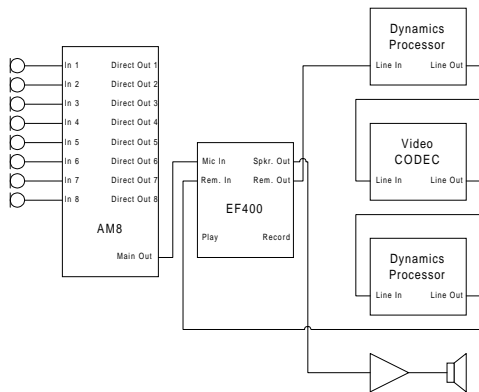 Dynamics
Processor
Line In Line Out
In 1 Direct Out 1
In 2 Direct Out 2
In 3 Direct Out 3
In 4 Direct Out 4
In 5 Direct Out 5
In 6 Direct Out 6
In 7 Direct Out 7
In 8 Direct Out 8
AM8
Main Out
Mic In Spkr. Out
Rem. In Rem. Out
EF400
Play Record
Video
CODEC
Line In Line Out
Dynamics
Processor
Line In Line Out